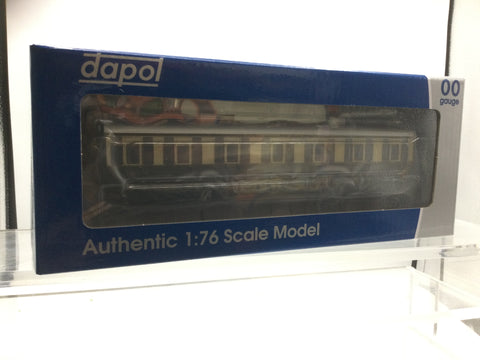 dapol
00
gauge
Authentic 1:76 Scale Model